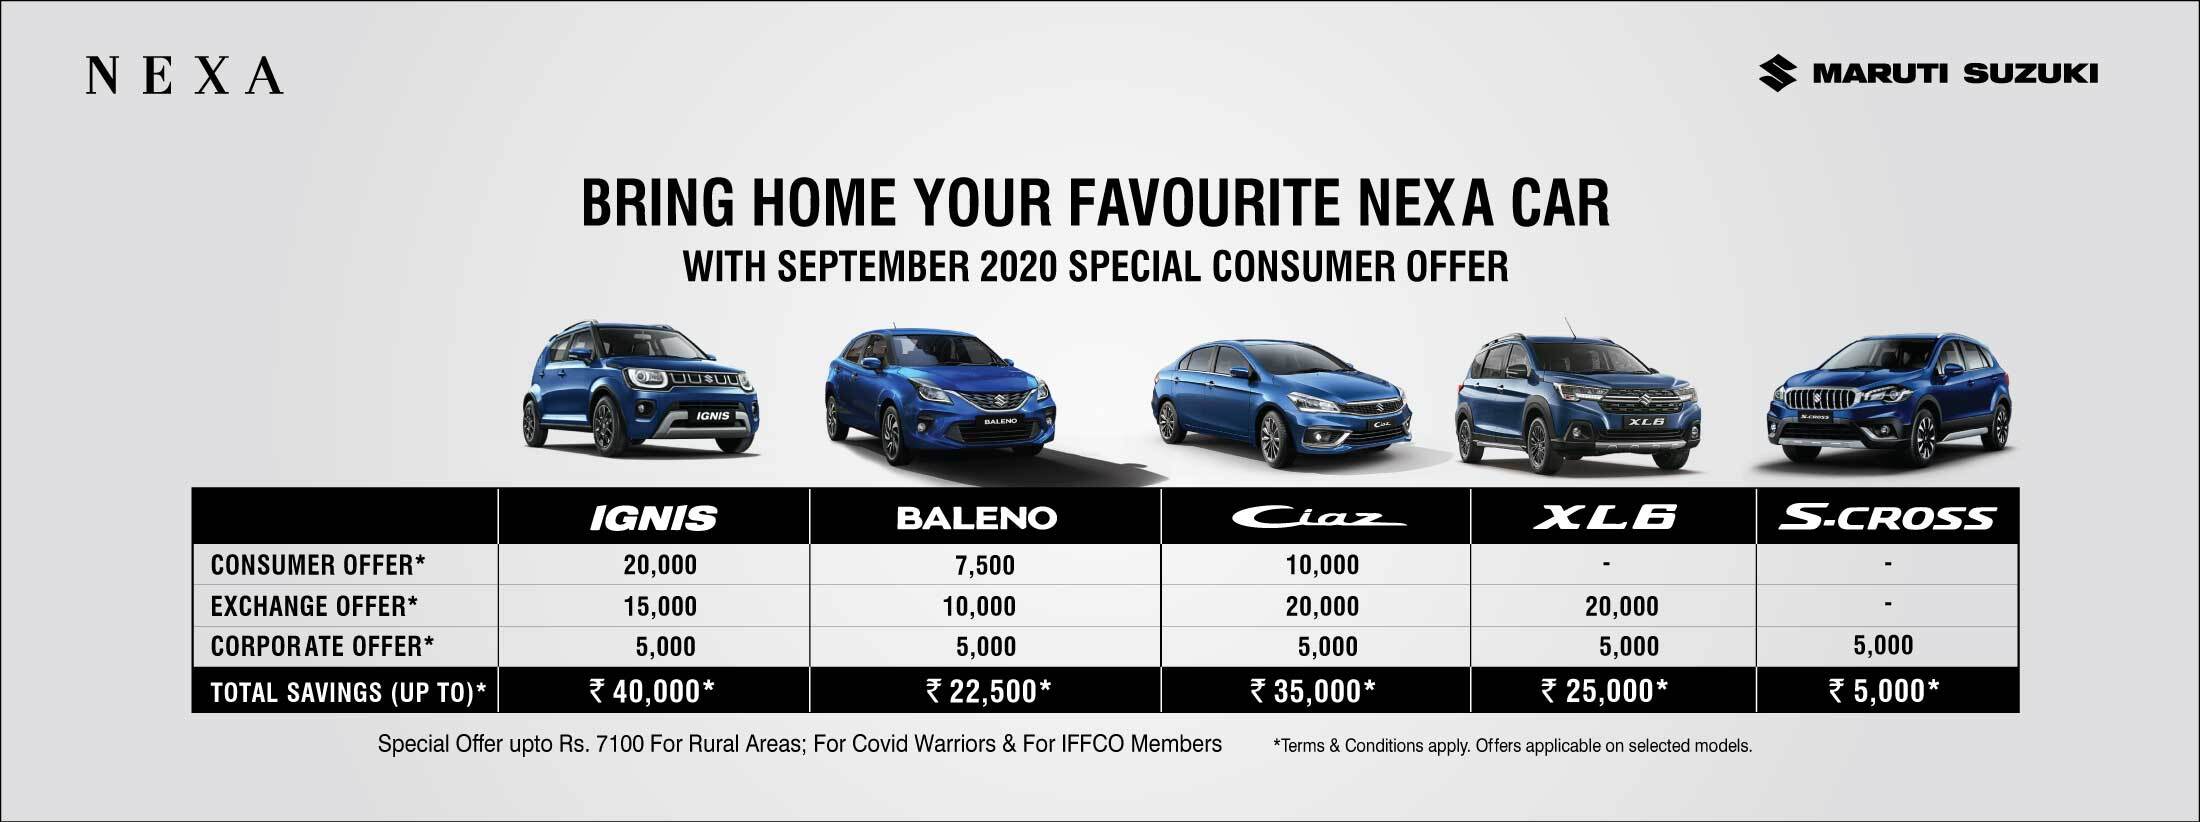 NEXA
MARUTI SUZUKI
BRING HOME YOUR FAVOURITE NEXA CAR
WITH SEPTEMBER 2020 SPECIAL CONSUMER OFFER
IGNIS BALENO Ciaz XL6 S-CROSS
IGNIS BALENO Ciaz XL6 S-CROSS
CONSUMER OFFER* 20,000 7,500 10,000 - -
EXCHANGE OFFER* 15,000 10,000 20,000 20,000 -
CORPORATE OFFER* 5,000 5,000 5,000 5,000 5,000
TOTAL SAVINGS (UP TO)* ₹ 40,000* ₹ 22,500* ₹ 35,000* ₹ 25,000* ₹ 5,000*
Special Offer upto Rs. 7100 For Rural Areas; For Covid Warriors & For IFFCO Members *Terms & Conditions apply. Offers applicable on selected models.